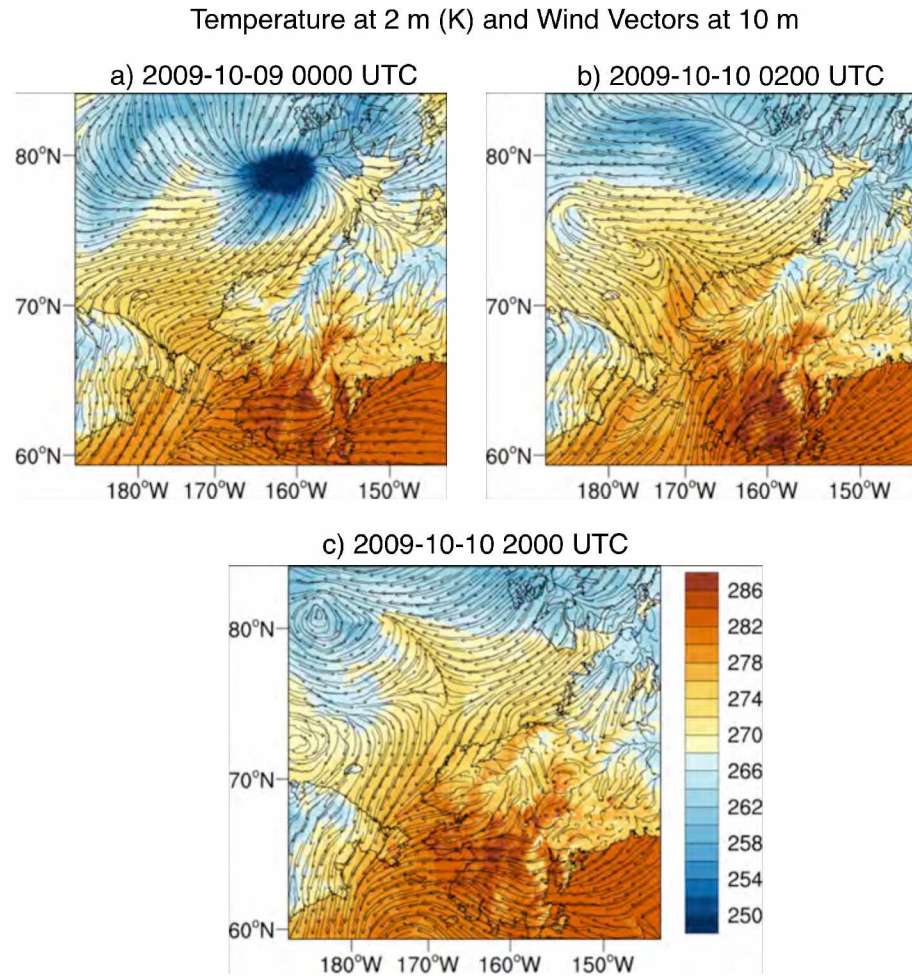 Temperature at 2 m (K) and Wind Vectors at 10 m
a) 2009-10-09 0000 UTC
80°N
70°N
60°N
180°W 170°W 160°W 150°W
b) 2009-10-10 0200 UTC
80°N
70°N
60°N
180°W 170°W 160°W 150°W
c) 2009-10-10 2000 UTC
80°N
70°N
60°N
180°W 170°W 160°W 150°W
286
282
278
274
270
266
262
258
254
250